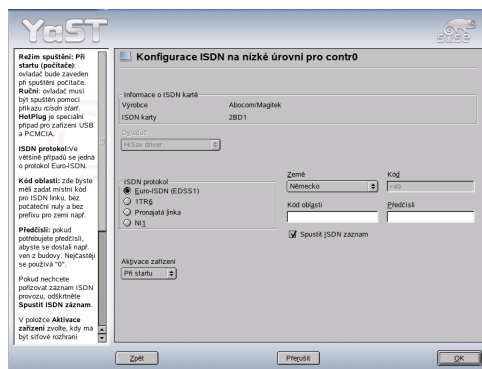 YaST
SUSE
Režim spuštění: Při
startu (počítače):
ovladač bude zaveden
při spuštění počítače.
Ruční: ovladač musí
být spuštěn pomocí
příkazu rcisdn start.
HotPlug je speciální
případ pro zařízení USB
a PCMCIA.
ISDN protokol:Ve
většině případů se jedná
o protokol Euro-ISDN.
Kód oblasti: zde byste
měli zadat místní kód
pro ISDN linku, bez
počáteční nuly a bez
prefixu pro zemi např.
Předčíslí: pokud
potřebujete předčíslí,
abyste se dostali např.
ven z budovy. Nejčastěji
se používá "0".
Pokud nechcete
pořizovat záznam ISDN
provozu, odškrtněte
Spustit ISDN záznam.
V položce Aktivace
zařízení zvolte, kdy má
být síťové rozhraní
Konfigurace ISDN na nízké úrovni pro contr0
Informace o ISDN kartě
Výrobce Abocom/Magitek
ISDN karty 2BD1
Ovladač
HiSax driver
ISDN protokol
Euro-ISDN (EDSS1)
1TR6
Pronajatá linka
NI1
Země
Německo
Kód
+49
Kód oblasti
Předčíslí
Spustit ISDN záznam
Aktivace zařízení
Při startu
Zpět
Přerušit
OK